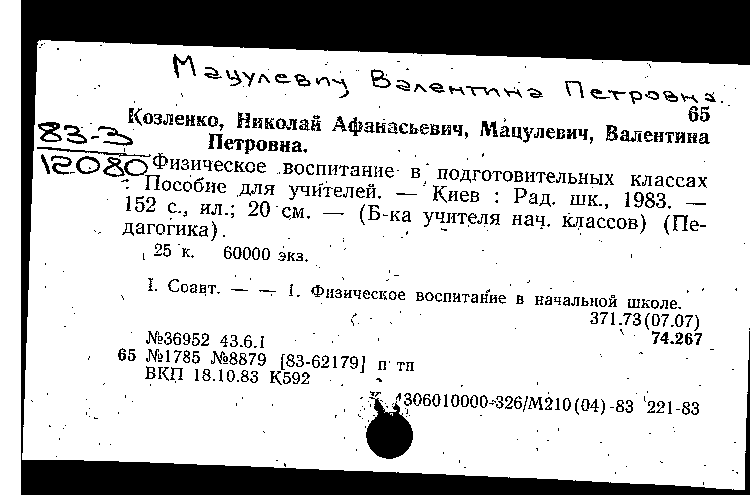 Мацулевич Валентина Петровна.
65
Козленко, Николай Афанасьевич, Мацулевич, Валентина
Петровна.
83-3
12080
Физическое воспитание в подготовительных классах
: Пособие для учителей. — Киев : Рад. шк., 1983. —
152 с., ил.; 20 см. — (Б-ка учителя нач. классов) (Пе-
дагогика).
25 к. 60000 экз.
I. Соавт. — — 1. Физическое воспитание в начальной школе.
371.73(07.07)
№36952 43.6.1 74.267
65 №1785 №8879 [83-62179] п тп
ВКП 18.10.83 К592
4306010000-326/М210(04)-83 221-83